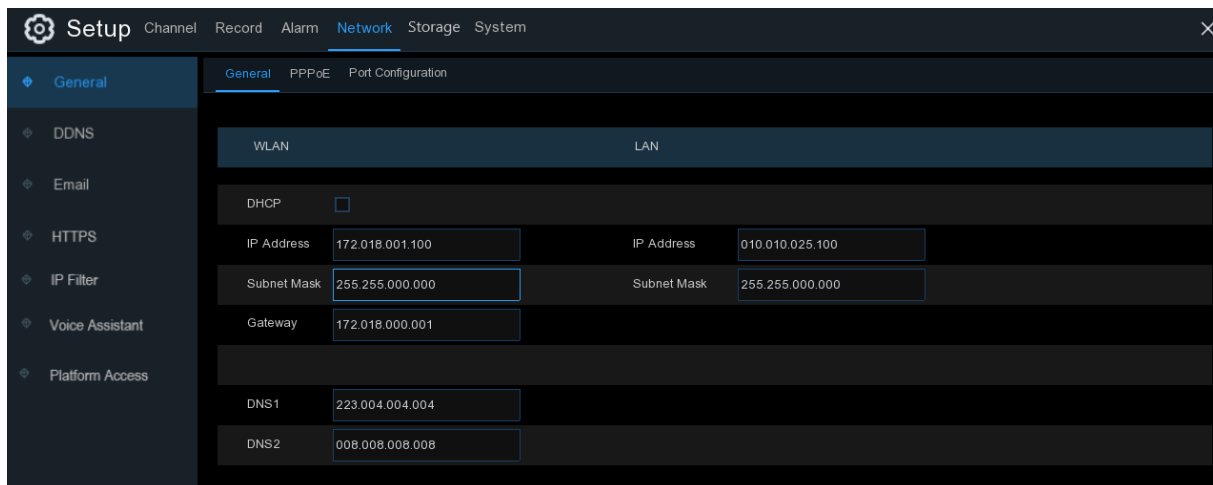 Setup Channel Record Alarm Network Storage System
General PPPoE Port Configuration
General
DDNS
Email
HTTPS
IP Filter
Voice Assistant
Platform Access
WLAN LAN
DHCP
IP Address 172.018.001.100 IP Address 010.010.025.100
Subnet Mask 255.255.000.000 Subnet Mask 255.255.000.000
Gateway 172.018.000.001
DNS1 223.004.004.004
DNS2 008.008.008.008